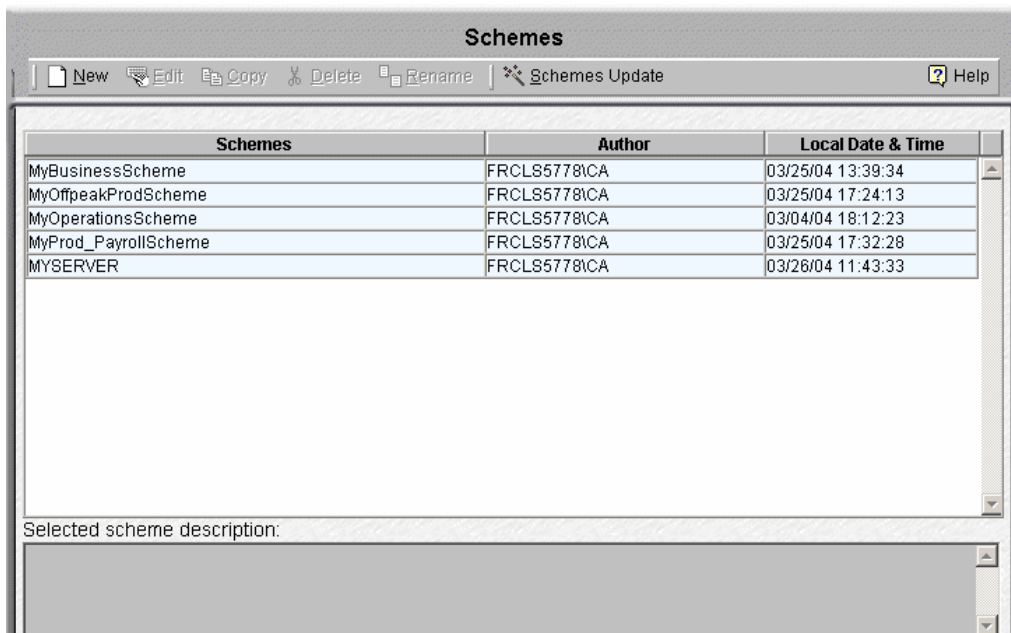 Schemes
New Edit Copy Delete Rename Schemes Update Help
Schemes Author Local Date & Time
MyBusinessScheme FRCLS5778\CA 03/25/04 13:39:34
MyOffpeakProdScheme FRCLS5778\CA 03/25/04 17:24:13
MyOperationsScheme FRCLS5778\CA 03/04/04 18:12:23
MyProd_PayrollScheme FRCLS5778\CA 03/25/04 17:32:28
MYSERVER FRCLS5778\CA 03/26/04 11:43:33
Selected scheme description: